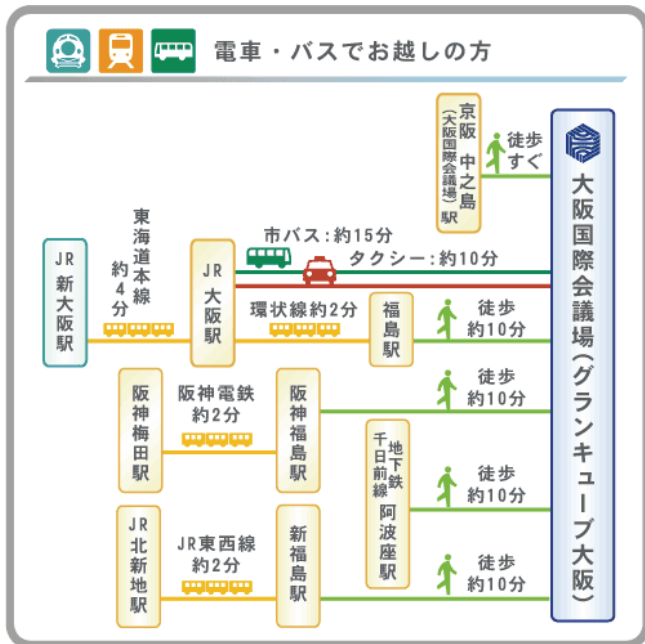 電車・バスでお越しの方
京阪 中之島
(大阪国際会議場)駅
徒歩
すぐ
大阪国際会議場(グランキューブ大阪)
市バス:約15分
タクシー:約10分
JR 新大阪駅
東海道本線
約4分
JR 大阪駅
環状線約2分
福島駅
徒歩
約10分
阪神梅田駅
阪神電鉄
約2分
阪神福島駅
徒歩
約10分
地下鉄
千日前線
阿波座駅
徒歩
約10分
JR 北新地駅
JR東西線
約2分
新福島駅
徒歩
約10分